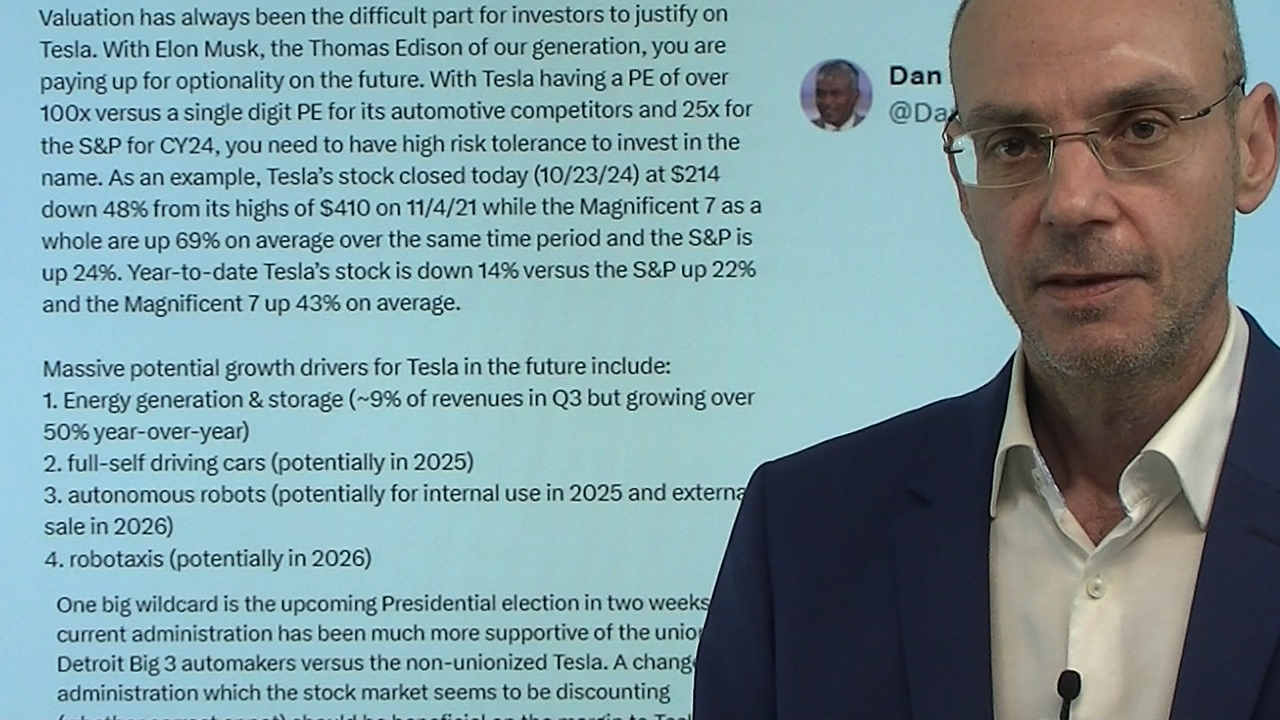 Valuation has always been the difficult part for investors to justify on
Tesla. With Elon Musk, the Thomas Edison of our generation, you are
paying up for optionality on the future. With Tesla having a PE of over
100x versus a single digit PE for its automotive competitors and 25x for
the S&P for CY24, you need to have high risk tolerance to invest in the
name. As an example, Tesla's stock closed today (10/23/24) at $214
down 48% from its highs of $410 on 11/4/21 while the Magnificent 7 as a
whole are up 69% on average over the same time period and the S&P is
up 24%. Year-to-date Tesla's stock is down 14% versus the S&P up 22%
and the Magnificent 7 up 43% on average.
Massive potential growth drivers for Tesla in the future include:
1. Energy generation & storage (~9% of revenues in Q3 but growing over
50% year-over-year)
2. full-self driving cars (potentially in 2025)
3. autonomous robots (potentially for internal use in 2025 and externa
sale in 2026)
4. robotaxis (potentially in 2026)
One big wildcard is the upcoming Presidential election in two weeks
current administration has been much more supportive of the unio
Detroit Big 3 automakers versus the non-unionized Tesla. A chang
administration which the stock market seems to be discounting
Dan
@Da